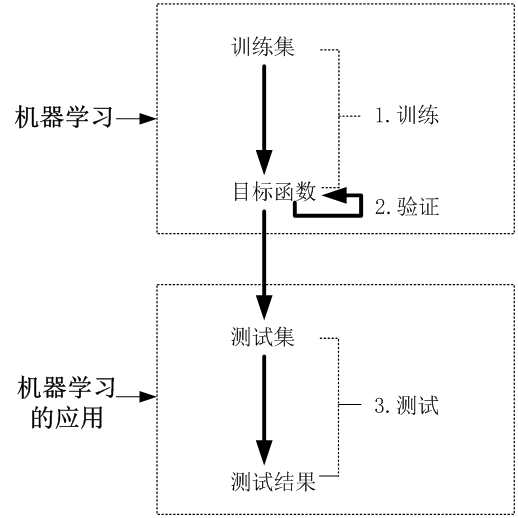 训练集
机器学习
1.训练
目标函数
2.验证
测试集
机器学习
的应用
3.测试
测试结果